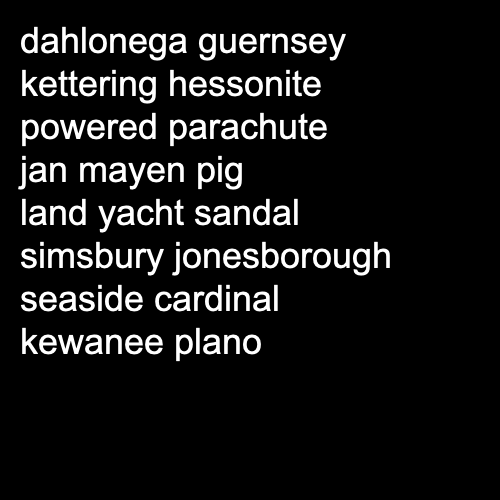 dahlonega guernsey
kettering hessonite
powered parachute
jan mayen pig
land yacht sandal
simsbury jonesborough
seaside cardinal
kewanee plano